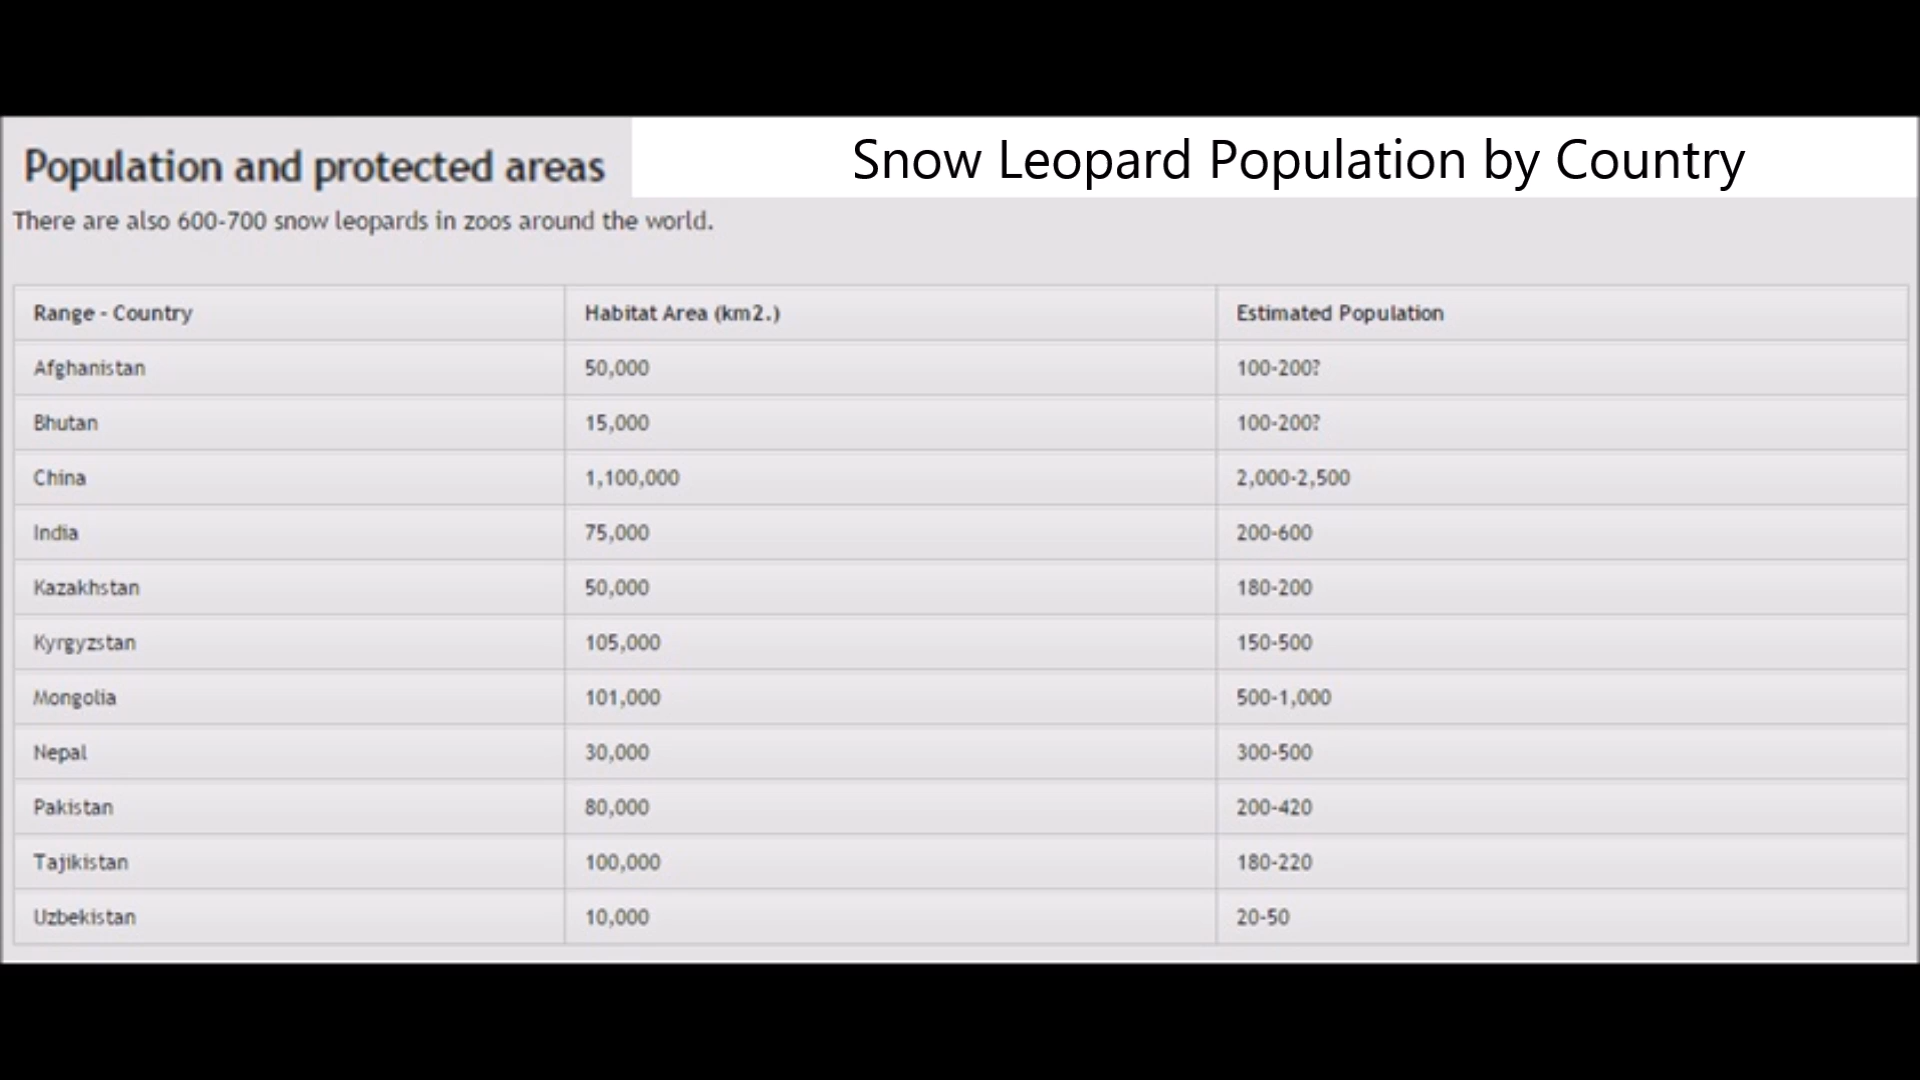 Population and protected areas
Snow Leopard Population by Country
There are also 600-700 snow leopards in zoos around the world.
Range - Country Habitat Area (km2.) Estimated Population
Afghanistan 50,000 100-200?
Bhutan 15,000 100-200?
China 1,100,000 2,000-2,500
India 75,000 200-600
Kazakhstan 50,000 180-200
Kyrgyzstan 105,000 150-500
Mongolia 101,000 500-1,000
Nepal 30,000 300-500
Pakistan 80,000 200-420
Tajikistan 100,000 180-220
Uzbekistan 10,000 20-50